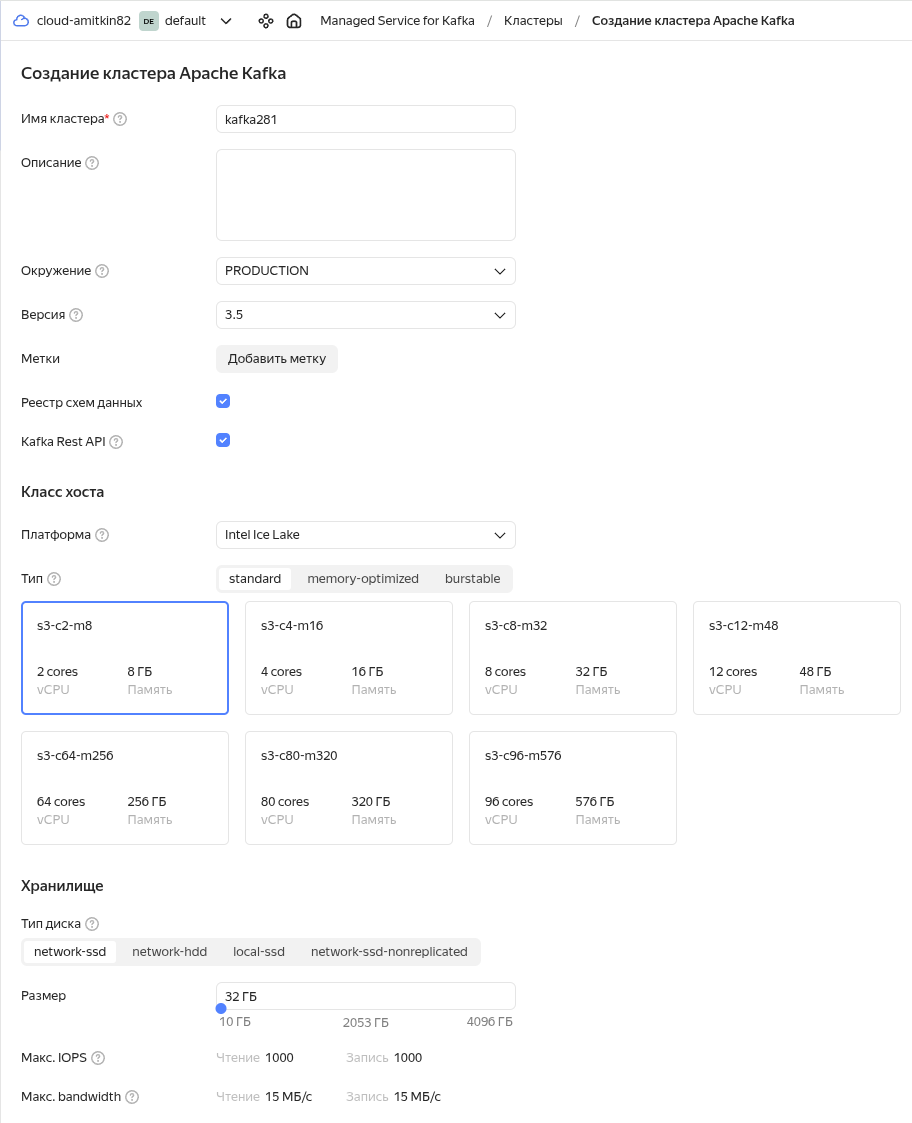 cloud-amitkin82 DE default Managed Service for Kafka / Кластеры / Создание кластера Apache Kafka
Создание кластера Apache Kafka
Имя кластера* ? kafka281
Описание ?
Окружение ? PRODUCTION
Версия ? 3.5
Метки Добавить метку
Реестр схем данных
Kafka Rest API ?
Класс хоста
Платформа ? Intel Ice Lake
Тип ? standard memory-optimized burstable
s3-c2-m8 s3-c4-m16 s3-c8-m32 s3-c12-m48
2 cores 8 ГБ 4 cores 16 ГБ 8 cores 32 ГБ 12 cores 48 ГБ
vCPU Память vCPU Память vCPU Память vCPU Память
s3-c64-m256 s3-c80-m320 s3-c96-m576
64 cores 256 ГБ 80 cores 320 ГБ 96 cores 576 ГБ
vCPU Память vCPU Память vCPU Память
Хранилище
Тип диска ?
network-ssd network-hdd local-ssd network-ssd-nonreplicated
Размер 32 ГБ
10 ГБ 2053 ГБ 4096 ГБ
Макс. IOPS ? Чтение 1000 Запись 1000
Макс. bandwidth ? Чтение 15 МБ/с Запись 15 МБ/с